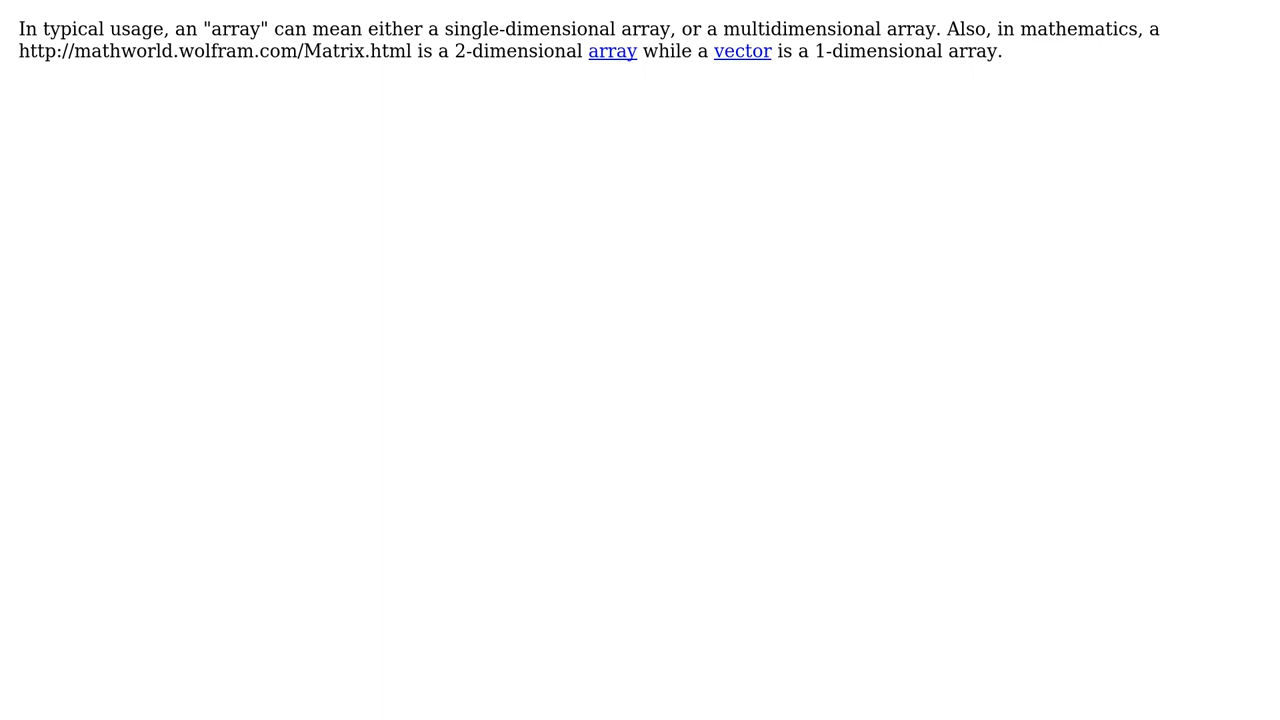 In typical usage, an "array" can mean either a single-dimensional array, or a multidimensional array. Also, in mathematics, a
http://mathworld.wolfram.com/Matrix.html is a 2-dimensional array while a vector is a 1-dimensional array.